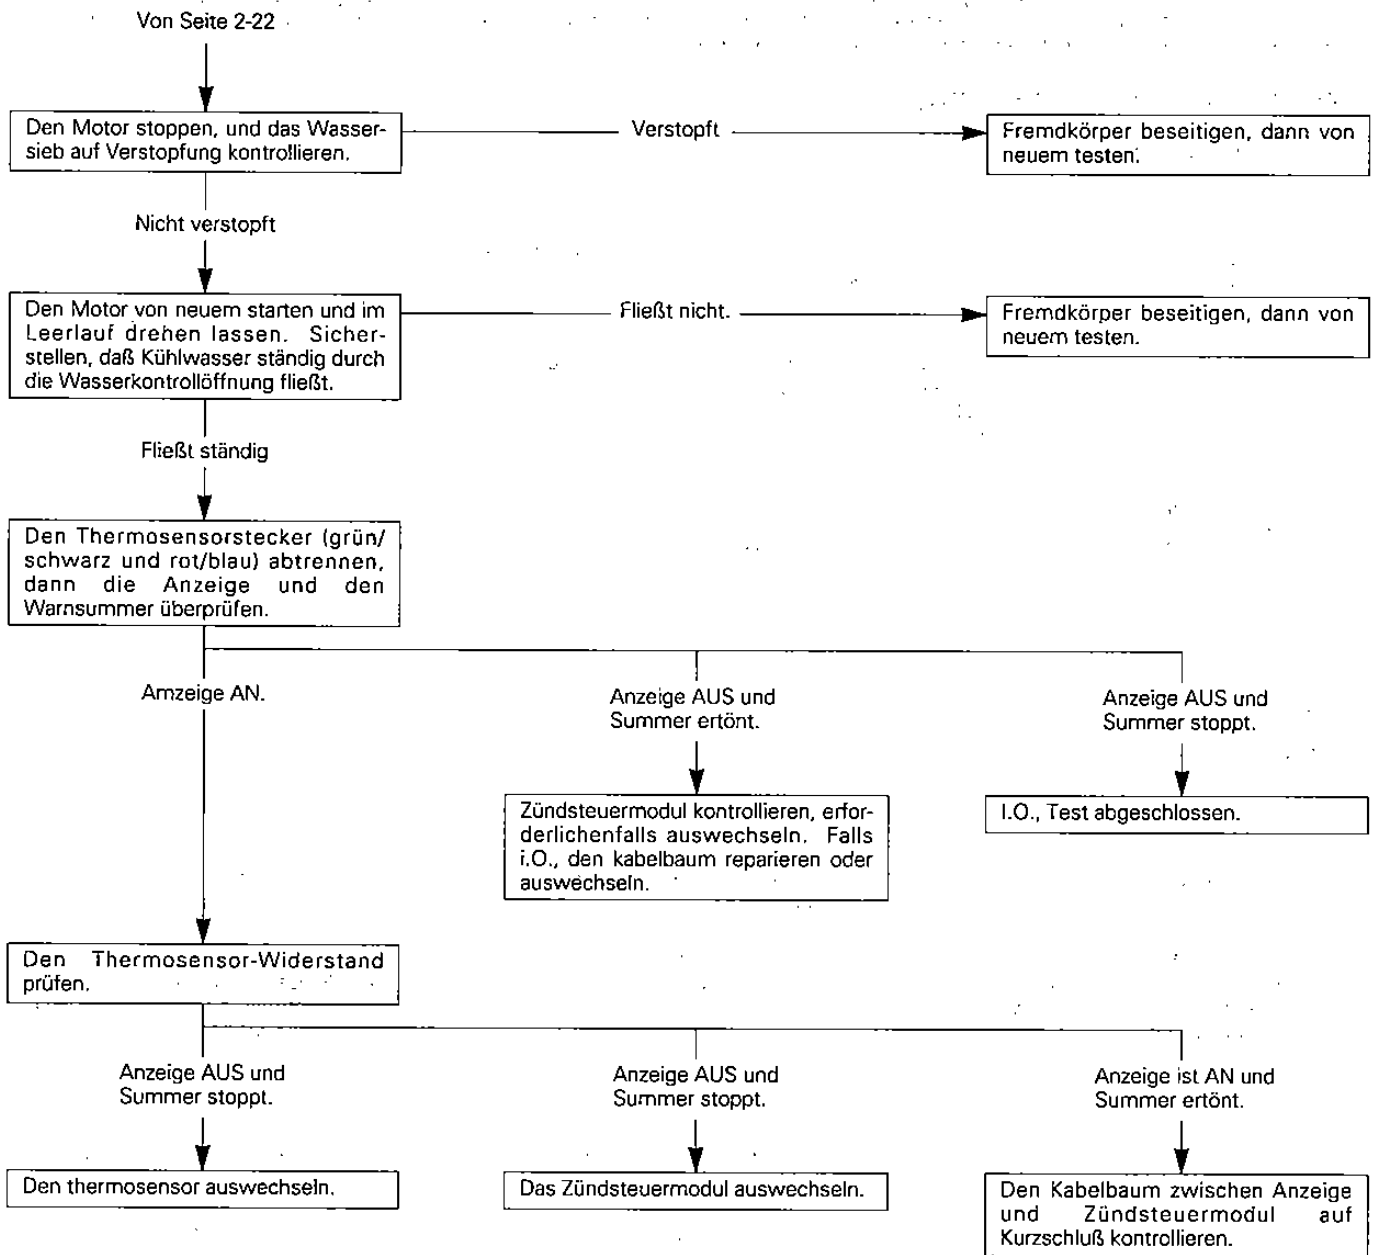 Von Seite 2-22
Den Motor stoppen, und das Wasser-
sieb auf Verstopfung kontrollieren.
Verstopft
Fremdkörper beseitigen, dann von
neuem testen.
Nicht verstopft
Den Motor von neuem starten und im
Leerlauf drehen lassen. Sicher-
stellen, daß Kühlwasser ständig durch
die Wasserkontrollöffnung fließt.
Fließt nicht.
Fremdkörper beseitigen, dann von
neuem testen.
Fließt ständig
Den Thermosensorstecker (grün/
schwarz und rot/blau) abtrennen,
dann die Anzeige und den
Warnsummer überprüfen.
Amzeige AN.
Anzeige AUS und
Summer ertönt.
Anzeige AUS und
Summer stoppt.
Zündsteuermodul kontrollieren, erfor-
derlichenfalls auswechseln. Falls
i.O., den kabelbaum reparieren oder
auswechseln.
I.O., Test abgeschlossen.
Den Thermosensor-Widerstand
prüfen.
Anzeige AUS und
Summer stoppt.
Anzeige AUS und
Summer stoppt.
Anzeige ist AN und
Summer ertönt.
Den thermosensor auswechseln.
Das Zündsteuermodul auswechseln.
Den Kabelbaum zwischen Anzeige
und Zündsteuermodul auf
Kurzschluß kontrollieren.